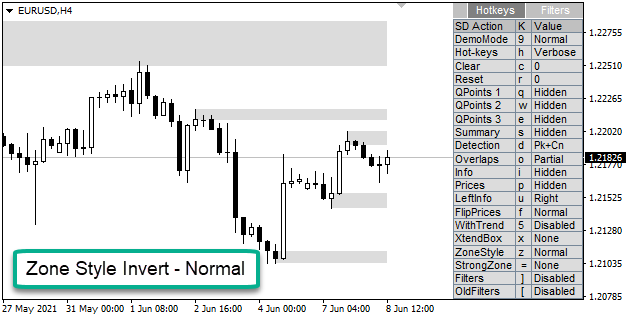 EURUSD,H4
Hotkeys Filters
SD Action K Value
DemoMode 9 Normal
Hot-keys h Verbose
Clear c 0
Reset r 0
QPoints 1 q Hidden
QPoints 2 w Hidden
QPoints 3 e Hidden
Summary s Hidden
Detection d Pk+Cn
Overlaps o Partial
Info i Hidden
Prices p Hidden
LeftInfo u Right
FlipPrices f Normal
WithTrend 5 Disabled
XtendBox x None
ZoneStyle z Normal
StrongZone = None
Filters ] Disabled
OldFilters [ Disabled
1.22755
1.22510
1.22265
1.22020
1.21826
1.21770
1.21525
1.21280
1.21035
1.20785
Zone Style Invert - Normal
27 May 2021 31 May 00:00 1 Jun 08:00 2 Jun 16:00 4 Jun 00:00 7 Jun 04:00 8 Jun 12:00